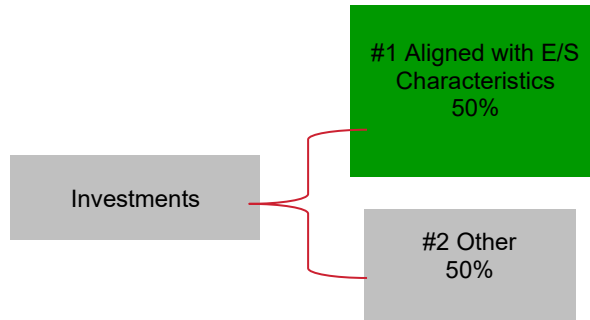 #1 Aligned with E/S
Characteristics
50%
Investments
#2 Other
50%